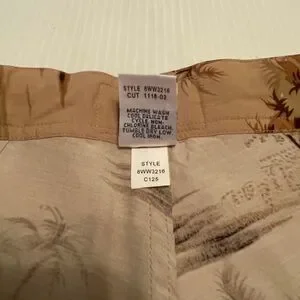 STYLE 8WW3216
CUT 1118-02
MACHINE WASH
COOL DELICATE
CYCLE. NON-
CHLORINE BLEACH.
TUMBLE DRY LOW.
COOL IRON.
STYLE
8WW3216
C125